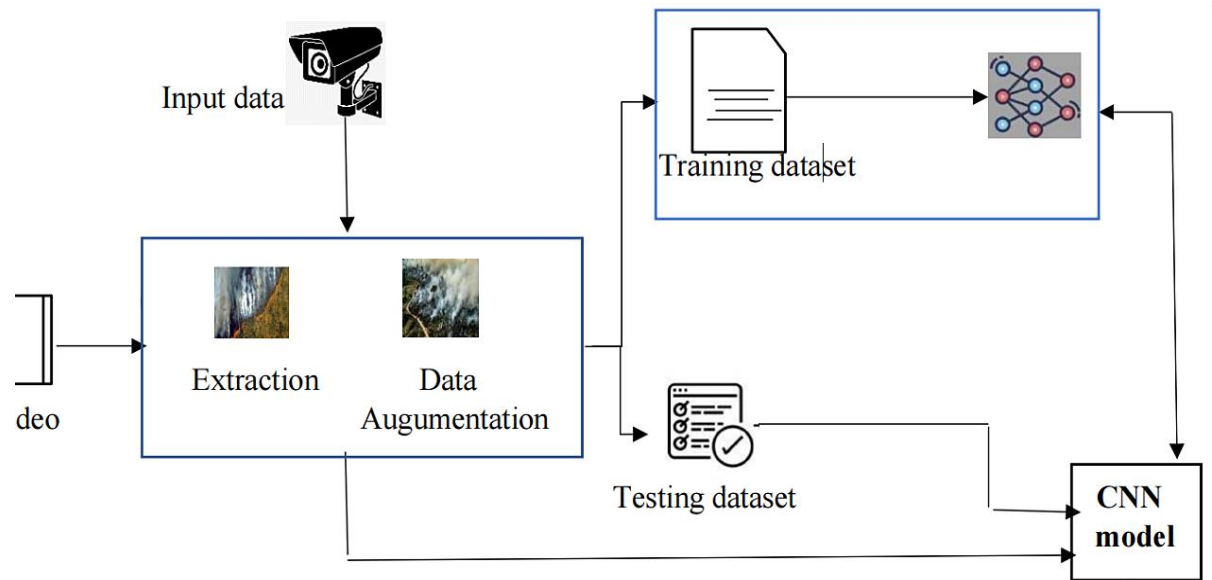 Input data
Training dataset
Extraction
Data
Augumentation
deo
Testing dataset
CNN
model